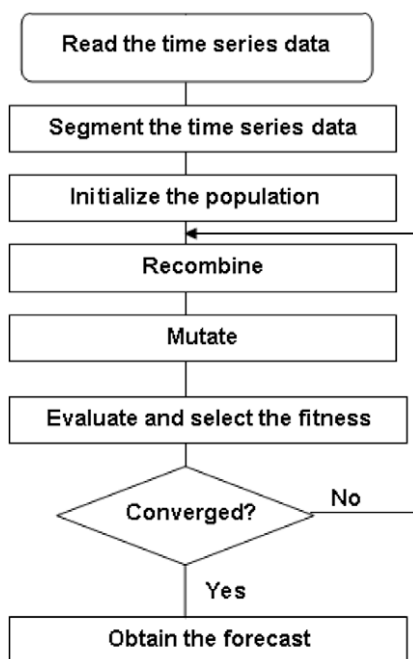 Read the time series data
Segment the time series data
Initialize the population
Recombine
Mutate
Evaluate and select the fitness
Converged?
No
Yes
Obtain the forecast